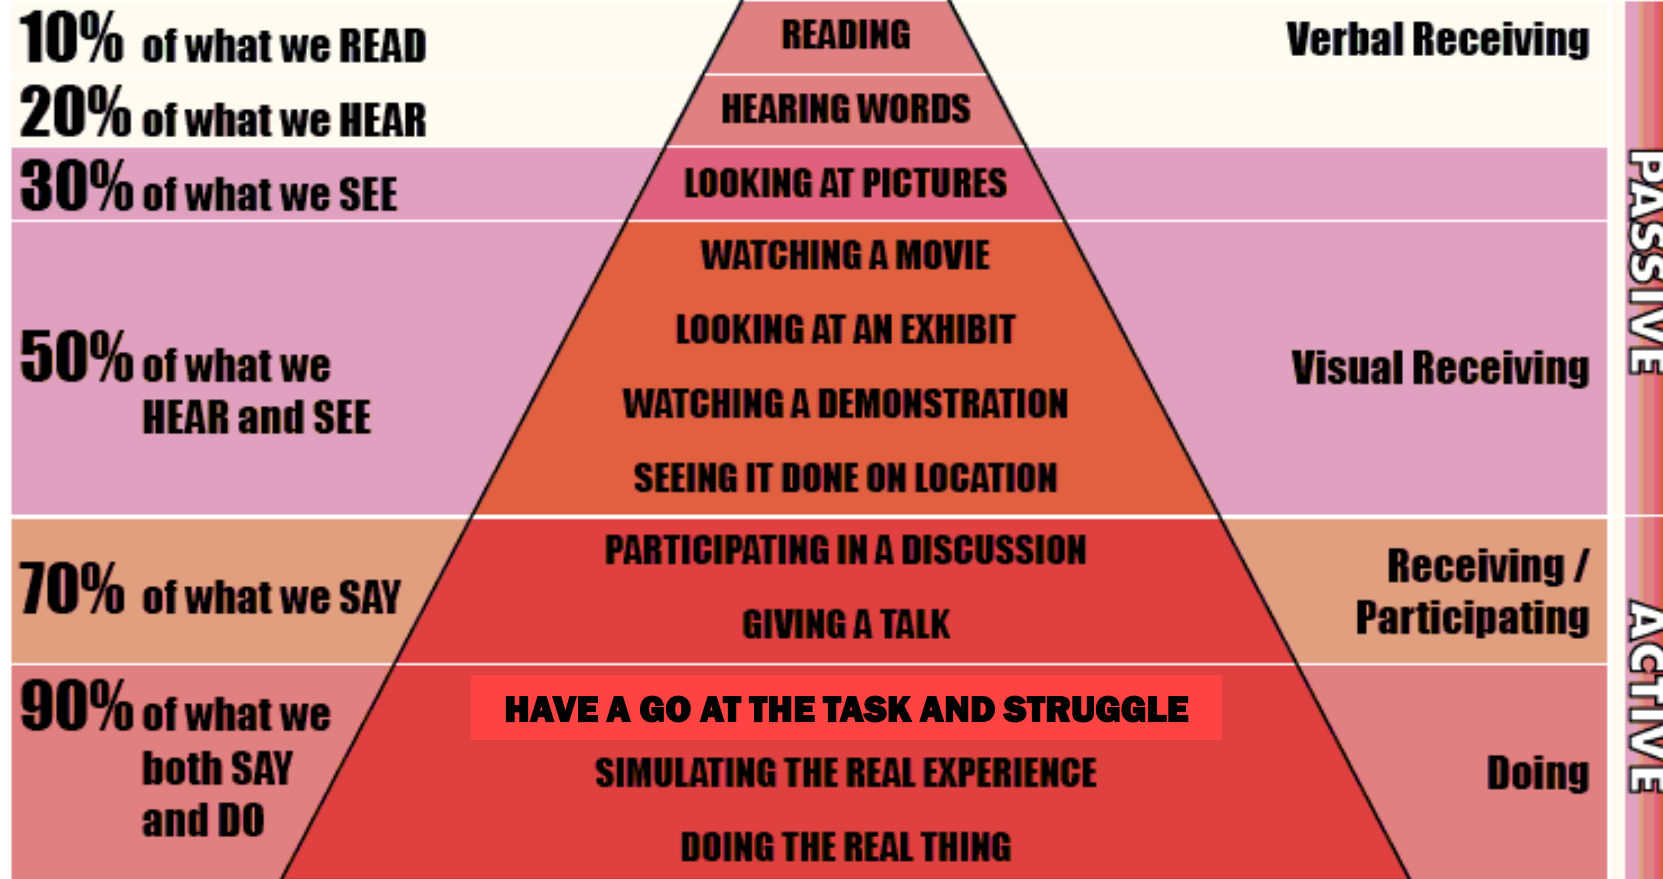 10% of what we READ
READING
Verbal Receiving
20% of what we HEAR
HEARING WORDS
30% of what we SEE
LOOKING AT PICTURES
50% of what we
HEAR and SEE
WATCHING A MOVIE
LOOKING AT AN EXHIBIT
WATCHING A DEMONSTRATION
SEEING IT DONE ON LOCATION
Visual Receiving
PASSIVE
70% of what we SAY
PARTICIPATING IN A DISCUSSION
GIVING A TALK
Receiving /
Participating
90% of what we
both SAY
and DO
HAVE A GO AT THE TASK AND STRUGGLE
SIMULATING THE REAL EXPERIENCE
DOING THE REAL THING
Doing
ACTIVE